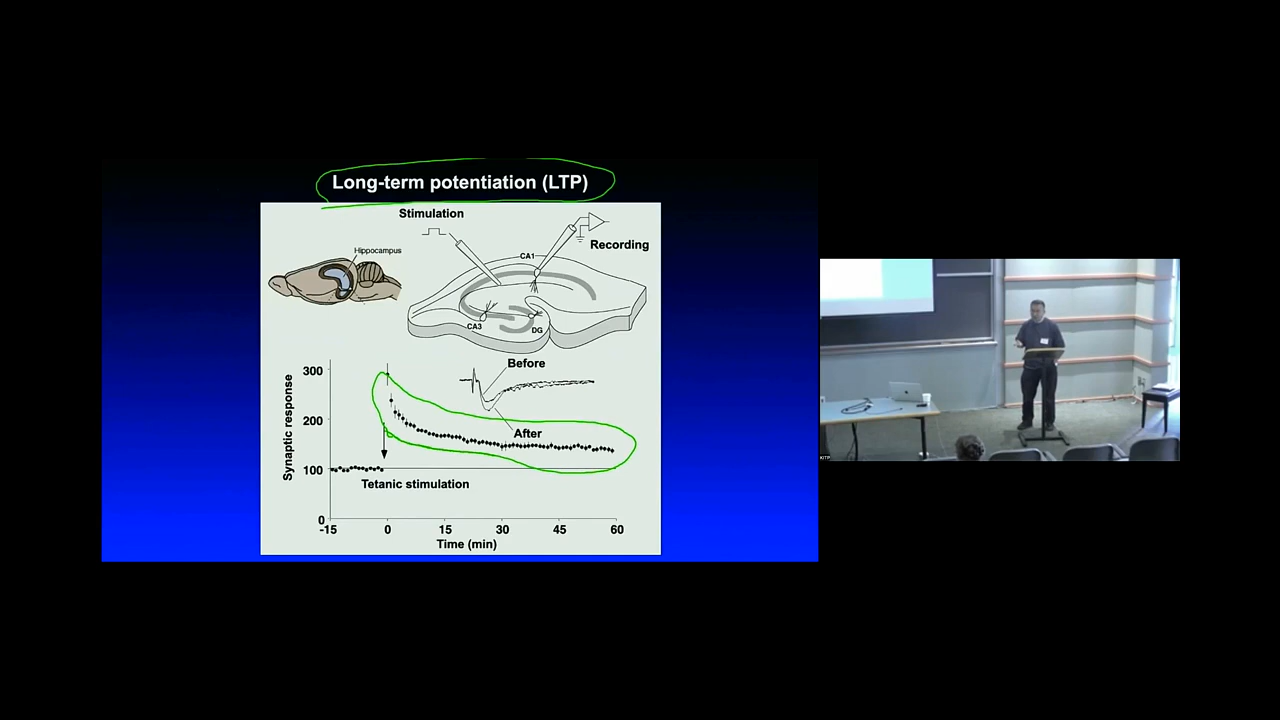 Long-term potentiation (LTP)
Stimulation
Hippocampus
CA1
Recording
CA3
DG
Before
After
300
200
100
0
Synaptic response
Tetanic stimulation
-15
0
15
30
45
60
Time (min)
KITP